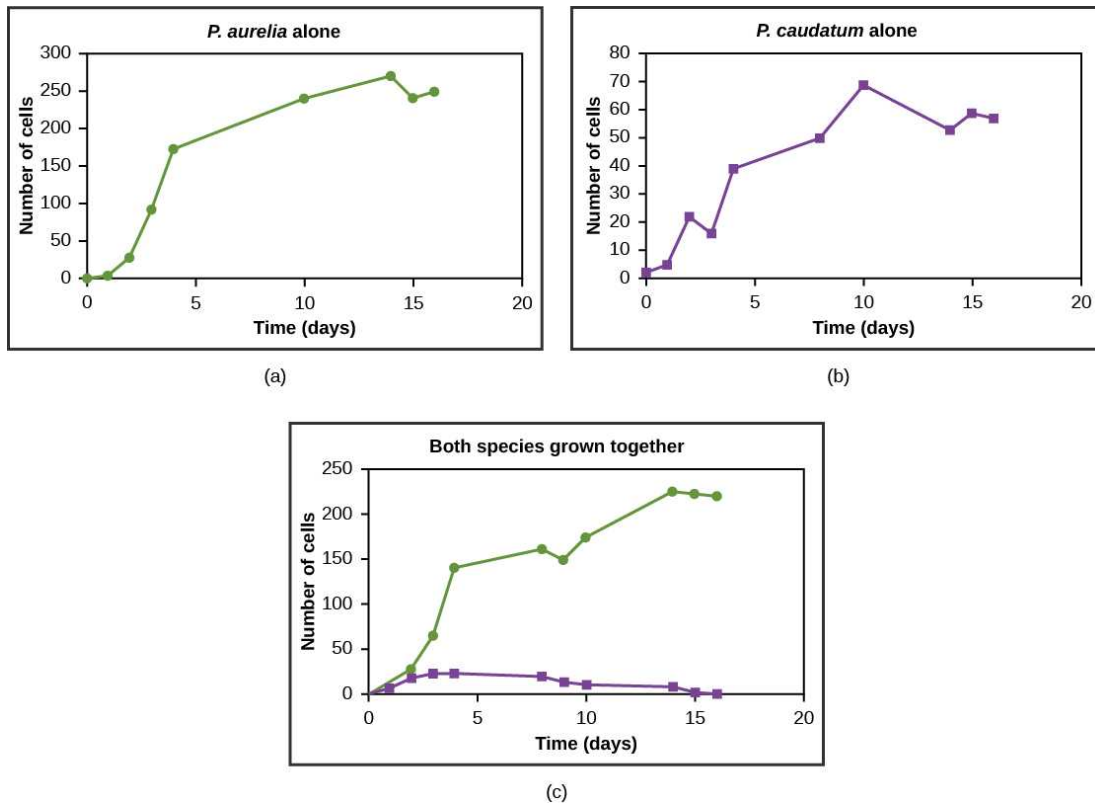 P. aurelia alone
300
250
200
150
100
50
0
Number of cells
0 5 10 15 20
Time (days)
(a)
P. caudatum alone
80
70
60
50
40
30
20
10
0
Number of cells
0 5 10 15 20
Time (days)
(b)
Both species grown together
250
200
150
100
50
0
Number of cells
0 5 10 15 20
Time (days)
(c)